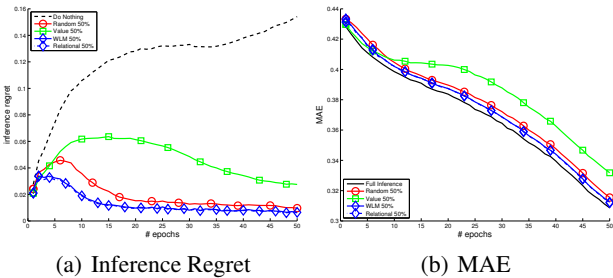 Do Nothing
Random 50%
Value 50%
WLM 50%
Relational 50%
inference regret
0.16
0.14
0.12
0.1
0.08
0.06
0.04
0.02
0
0 5 10 15 20 25 30 35 40 45 50
# epochs
(a) Inference Regret
MAE
0.44
0.42
0.4
0.38
0.36
0.34
0.32
0.3
Full Inference
Random 50%
Value 50%
WLM 50%
Relational 50%
0 5 10 15 20 25 30 35 40 45 50
# epochs
(b) MAE